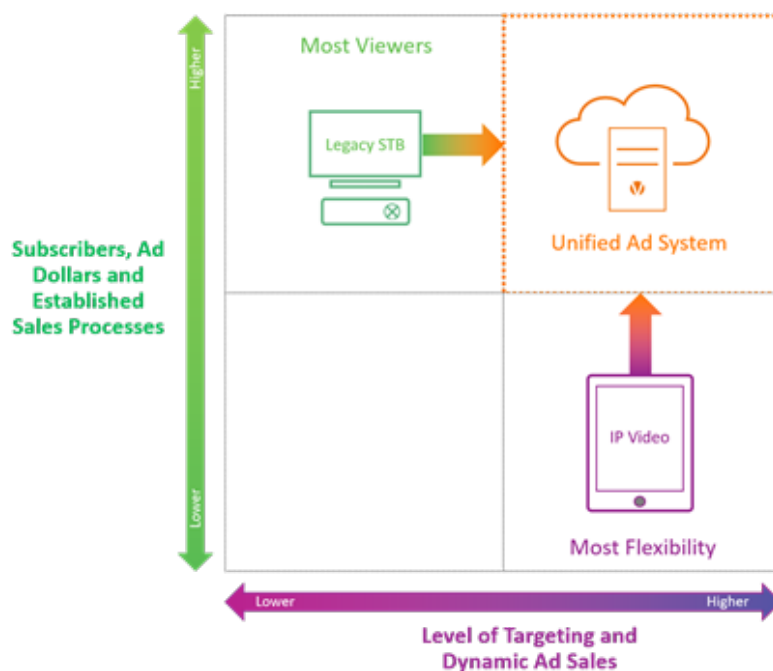 Most Viewers
Higher
Legacy STB
Unified Ad System
Subscribers, Ad
Dollars and
Established
Sales Processes
IP Video
Lower
Most Flexibility
Lower
Higher
Level of Targeting and
Dynamic Ad Sales